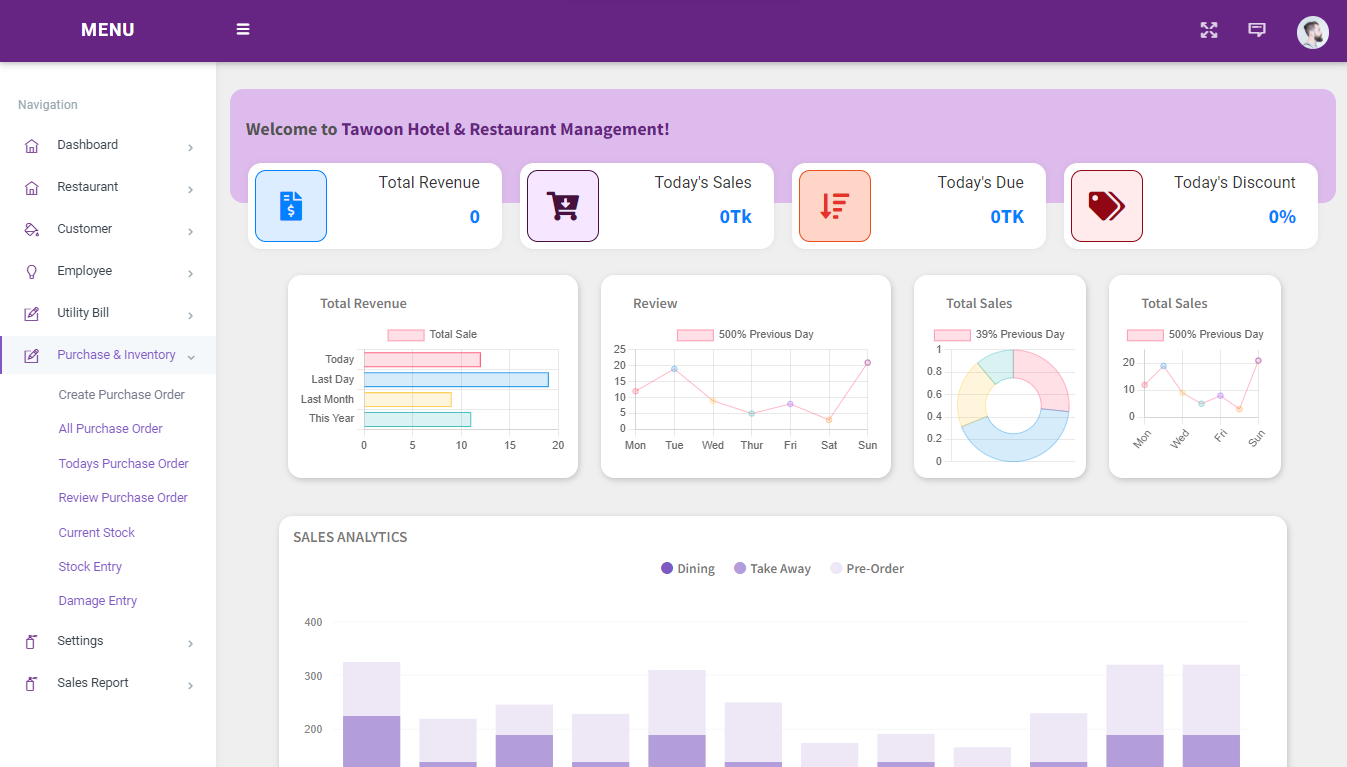 MENU
Navigation
Dashboard
Restaurant
Customer
Employee
Utility Bill
Purchase & Inventory
Create Purchase Order
All Purchase Order
Todays Purchase Order
Review Purchase Order
Current Stock
Stock Entry
Damage Entry
Settings
Sales Report
Welcome to Tawoon Hotel & Restaurant Management!
Total Revenue
0
Today's Sales
0Tk
Today's Due
0TK
Today's Discount
0%
Total Revenue
Total Sale
Today
Last Day
Last Month
This Year
0 5 10 15 20
Review
500% Previous Day
25
20
15
10
5
0
Mon Tue Wed Thur Fri Sat Sun
Total Sales
39% Previous Day
1
0.8
0.6
0.4
0.2
0
Total Sales
500% Previous Day
20
10
0
Mon Wed Fri Sun
SALES ANALYTICS
Dining Take Away Pre-Order
400
300
200